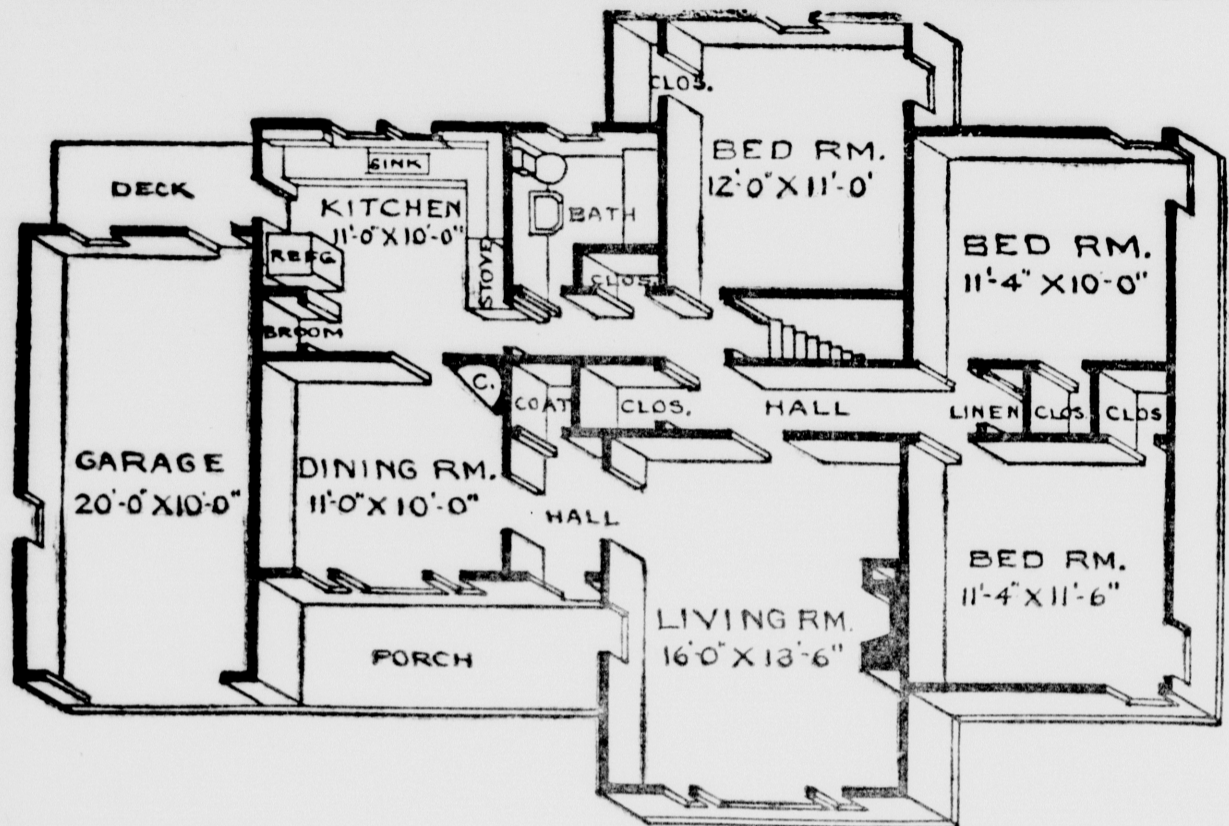 CLOS.
BED RM.
12'-0" X 11'-0'
SINK
DECK
KITCHEN
11'-0" X 10'-0"
BATH
BED RM.
11'-4" X 10'-0"
REFG.
STOVE
CLOS.
BROOM
C.
COAT
CLOS.
HALL
LINEN
CLOS.
CLOS
GARAGE
20'-0" X 10'-0"
DINING RM.
11'-0" X 10'-0"
HALL
BED RM.
11'-4" X 11'-6"
LIVING RM.
16'-0" X 13'-6"
PORCH